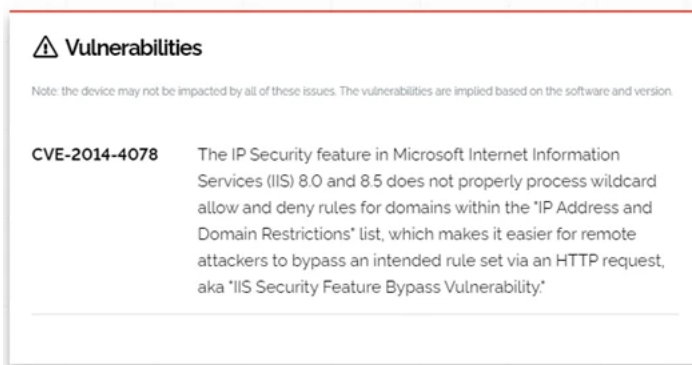 Vulnerabilities
Note: the device may not be impacted by all of these issues. The vulnerabilities are implied based on the software and version.
CVE-2014-4078 The IP Security feature in Microsoft Internet Information
Services (IIS) 8.0 and 8.5 does not properly process wildcard
allow and deny rules for domains within the "IP Address and
Domain Restrictions" list, which makes it easier for remote
attackers to bypass an intended rule set via an HTTP request,
aka "IIS Security Feature Bypass Vulnerability."